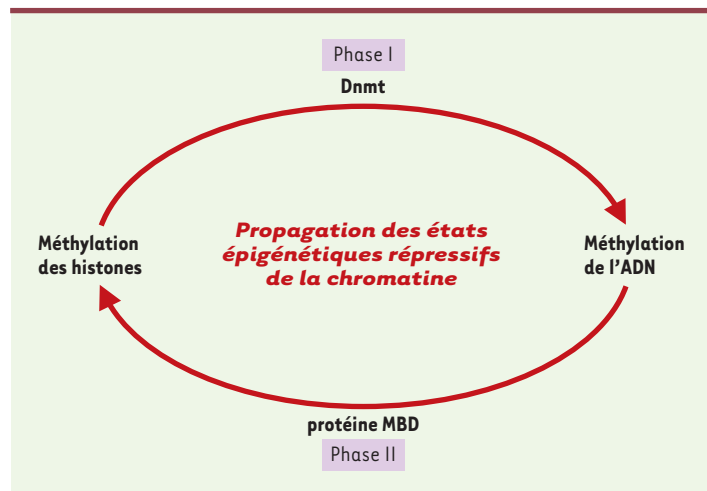 Phase I
Dnmt
Méthylation
des histones
Propagation des états
épigénétiques répressifs
de la chromatine
Méthylation
de l'ADN
protéine MBD
Phase II